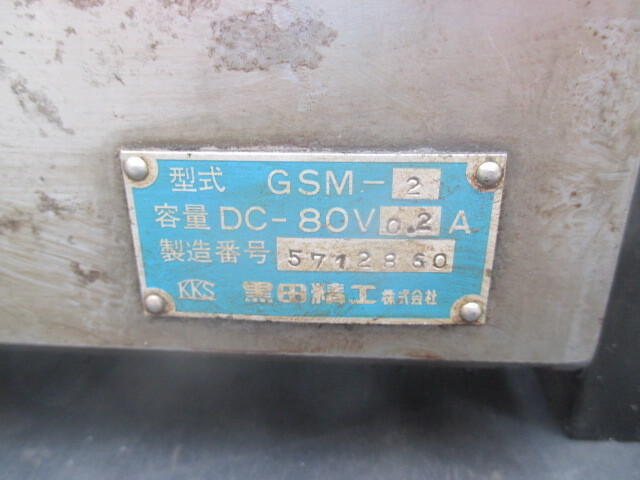 型式 GSM-2
容量 DC-80V 0.2 A
製造番号 5712860
KKS 黒田精工株式会社